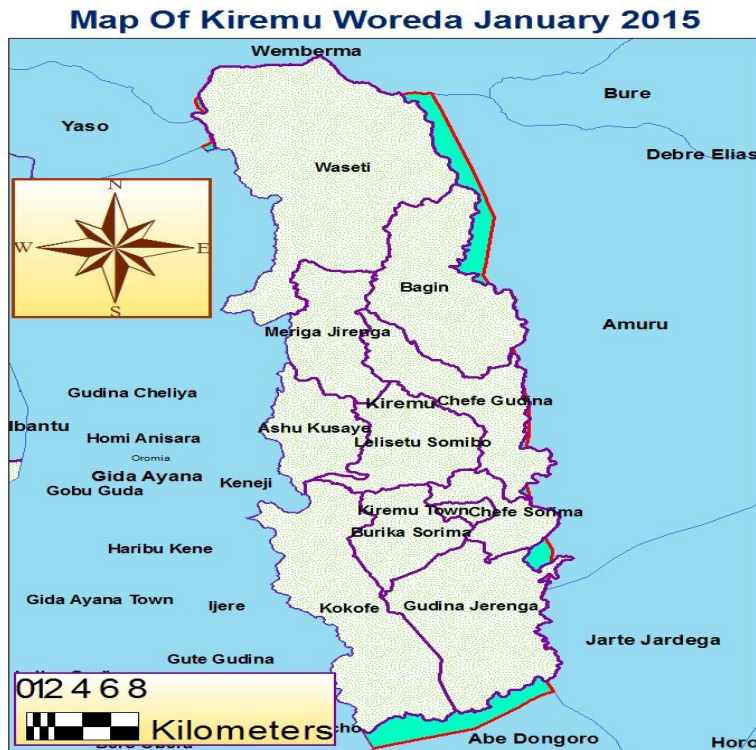 Map Of Kiremu Woreda January 2015
Wemberma
Bure
Yaso
Debre Elias
Waseti
N
W
E
S
Bagin
Amuru
Meriga Jirenga
Gudina Cheliya
Kiremu
Chefe Gudina
Ibantu
Ashu Kusaye
Homi Anisara
Lelisetu Somibo
Oromia
Gida Ayana
Keneji
Gobu Guda
Kiremu Town
Chefe Sorima
Burika Sorima
Haribu Kene
Gida Ayana Town
Ijere
Kokofe
Gudina Jerenga
Jarte Jardega
Gute Gudina
012 4 6 8
Kilometers
Abe Dongoro
Horo